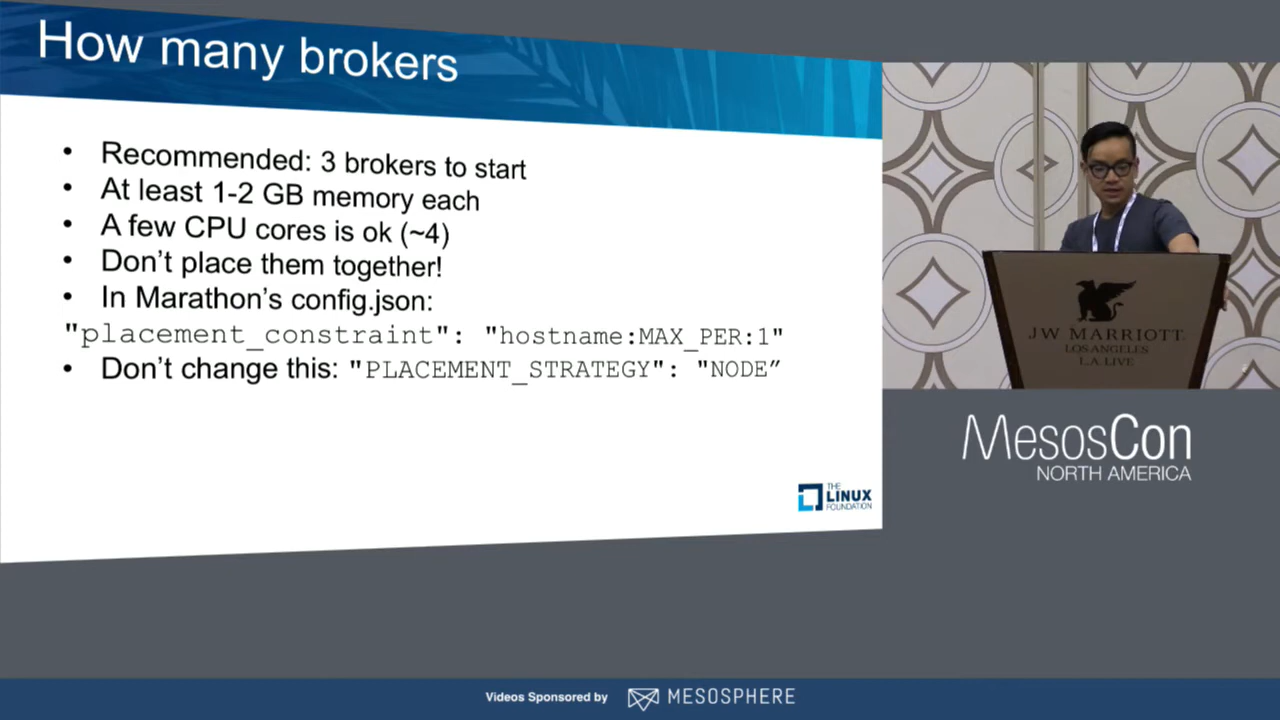 How many brokers
• Recommended: 3 brokers to start
• At least 1-2 GB memory each
• A few CPU cores is ok (~4)
• Don’t place them together!
• In Marathon’s config.json:
"placement_constraint": "hostname:MAX_PER:1"
• Don’t change this: "PLACEMENT_STRATEGY": "NODE”
THE
LINUX
FOUNDATION
JW MARRIOTT
LOS ANGELES
L.A. LIVE
MesosCon
NORTH AMERICA
Videos Sponsored by
MESOSPHERE